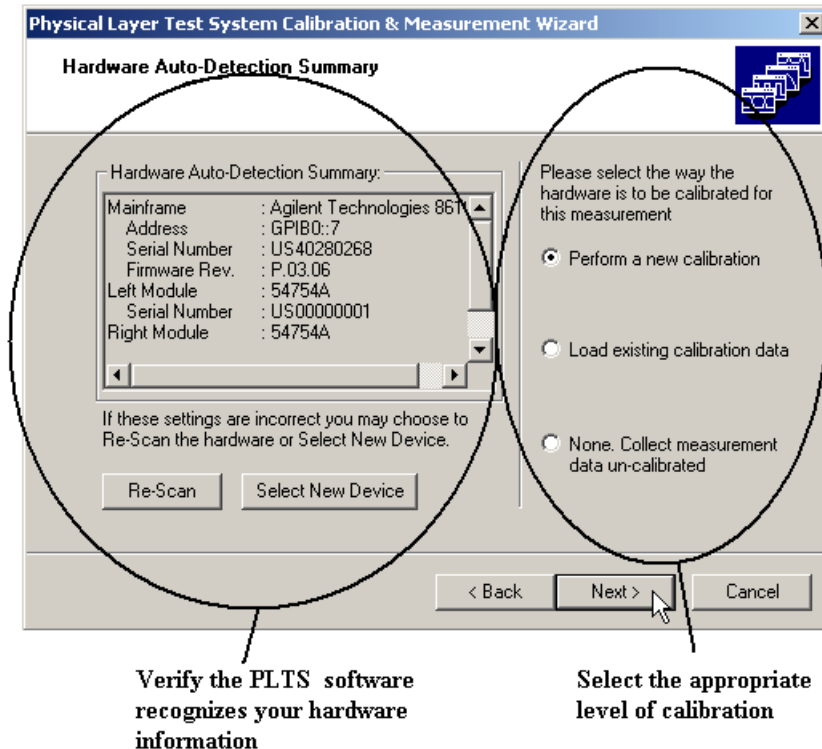 Physical Layer Test System Calibration & Measurement Wizard
Hardware Auto-Detection Summary
Hardware Auto-Detection Summary:
Mainframe : Agilent Technologies
Address : GPIB0::7
Serial Number : US40280268
Firmware Rev. : P.03.06
Left Module : 54754A
Serial Number : US00000001
Right Module : 54754A
If these settings are incorrect you may choose to
Re-Scan the hardware or Select New Device.
Re-Scan
Select New Device
Please select the way the
hardware is to be calibrated for
this measurement
Perform a new calibration
Load existing calibration data
None. Collect measurement
data un-calibrated
< Back
Next >
Cancel
Verify the PLTS software
recognizes your hardware
information
Select the appropriate
level of calibration